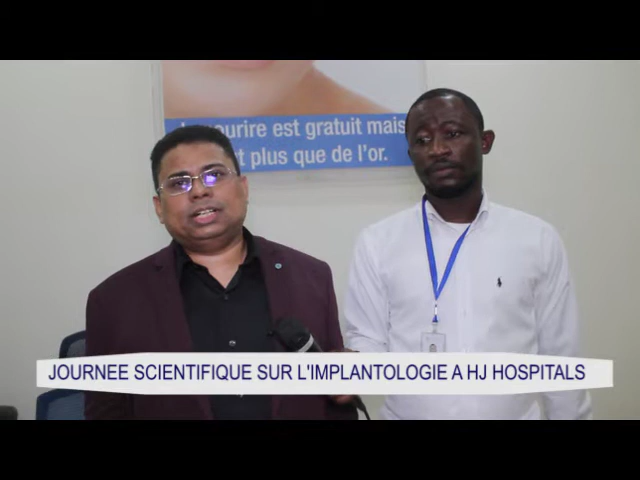 sourire est gratuit mais
plus que de l'or.
JOURNEE SCIENTIFIQUE SUR L'IMPLANTOLOGIE A HJ HOSPITALS